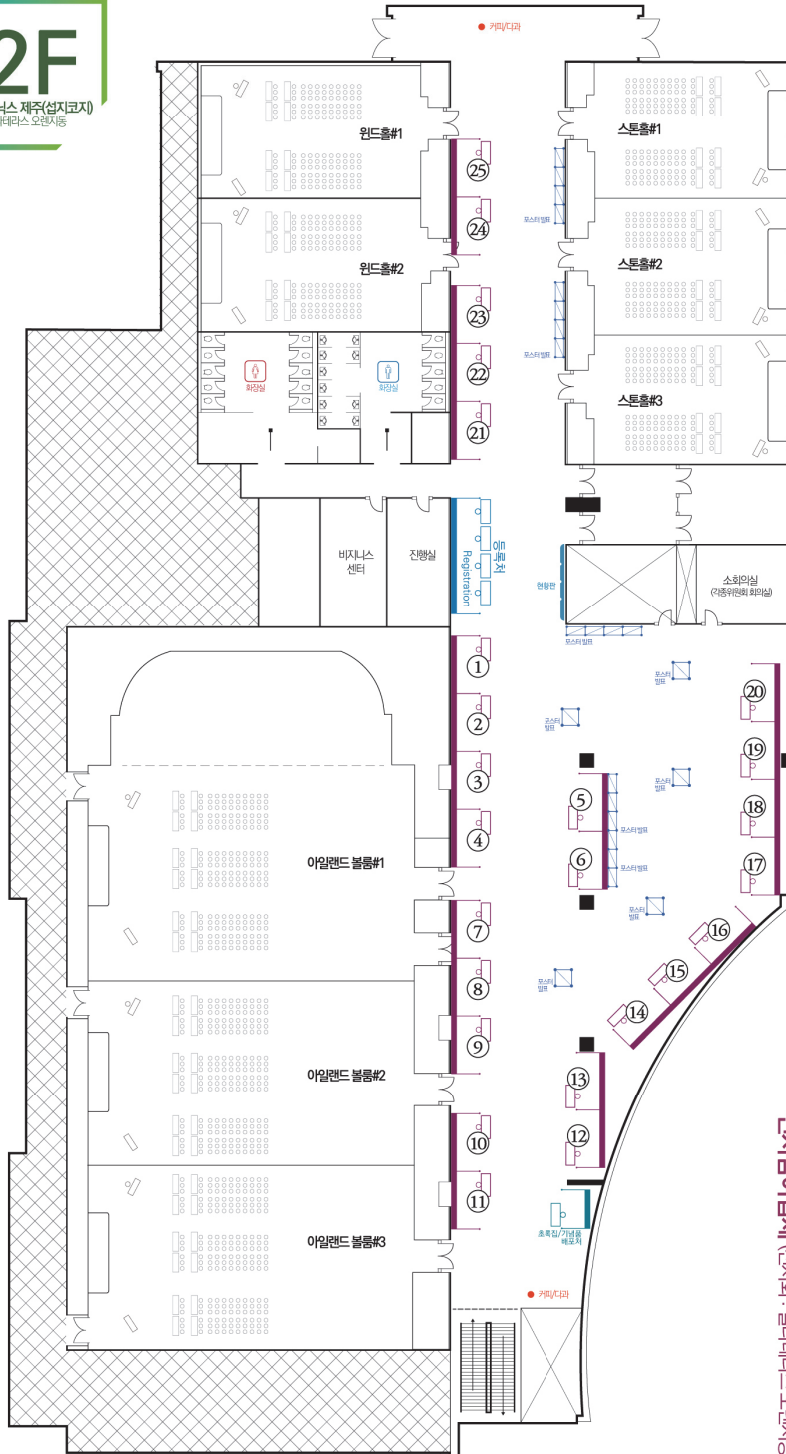 2F
닉스 제주(섭지코지)
테라스 오렌지동
커피/다과
윈드홀#1
스톤홀#1
25
24
포스터 발표
윈드홀#2
스톤홀#2
23
포스터 발표
22
화장실
화장실
스톤홀#3
21
비지니스
센터
진행실
등록처
Registration
현황판
소회의실
(각종위원회 회의실)
포스터 발표
1
포스터
발표
20
2
포스터
발표
3
19
포스터
발표
4
5
18
포스터 발표
6
17
포스터 발표
아일랜드 볼룸#1
7
포스터
발표
16
8
포스터
발표
15
9
14
아일랜드 볼룸#2
13
10
12
11
초록집/기념품
배포처
아일랜드 볼룸#3
커피/다과